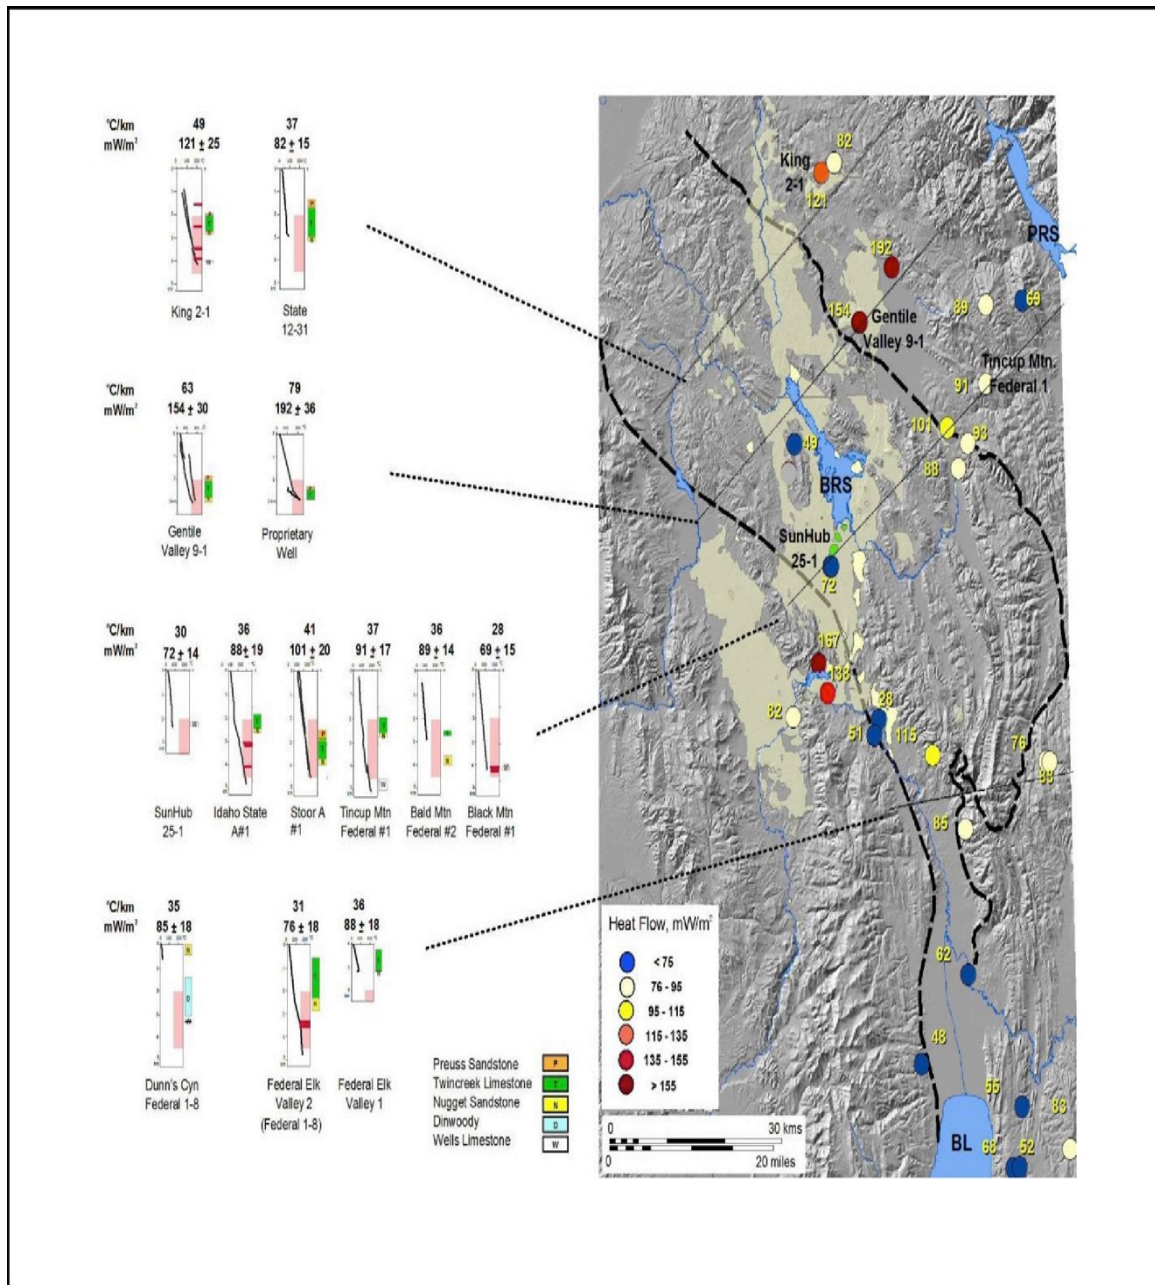 °C/km 49 37
mW/m² 121 ± 25 82 ± 15
King 2-1
State
12-31
°C/km 63 79
mW/m² 154 ± 30 192 ± 36
Gentile
Valley 9-1
Proprietary
Well
°C/km 30 36 41 37 36 28
mW/m² 72 ± 14 88 ± 19 101 ± 20 91 ± 17 89 ± 14 69 ± 15
SunHub
25-1
Idaho State
A#1
Stoor A
#1
Tincup Mtn
Federal #1
Bald Mtn
Federal #2
Black Mtn
Federal #1
°C/km 35 31 36
mW/m² 85 ± 18 76 ± 18 88 ± 18
Dunn's Cyn
Federal 1-8
Federal Elk
Valley 2
(Federal 1-8)
Federal Elk
Valley 1
Preuss Sandstone P
Twincreek Limestone T
Nugget Sandstone N
Dinwoody D
Wells Limestone W
82
King
2-1
121
PRS
192
69
89
154
Gentile
Valley 9-1
Tincup Mtn.
Federal 1
91
101
93
88
49
BRS
SunHub
25-1
72
167
133
28
82
51
115
76
85
62
48
55
83
BL
68
52
Heat Flow, mW/m²
< 75
76 - 95
95 - 115
115 - 135
135 - 155
> 155
0 30 kms
0 20 miles